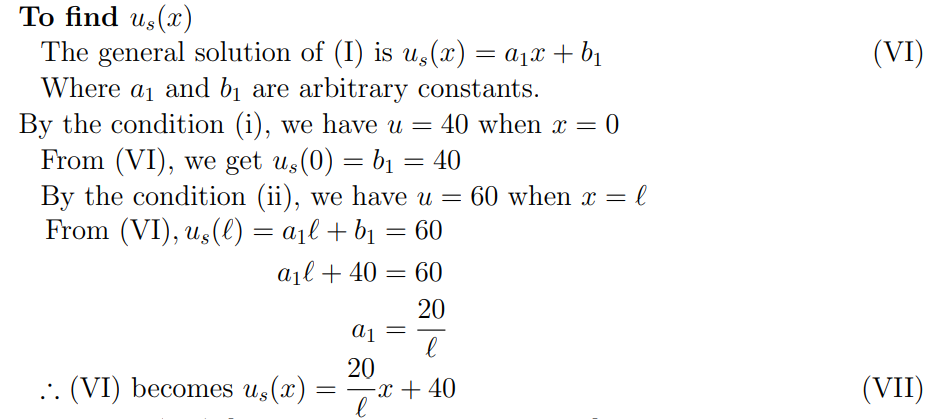 To find u_s(x)
The general solution of (I) is u_s(x) = a_1x + b_1 (VI)
Where a_1 and b_1 are arbitrary constants.
By the condition (i), we have u = 40 when x = 0
From (VI), we get u_s(0) = b_1 = 40
By the condition (ii), we have u = 60 when x = ℓ
From (VI), u_s(ℓ) = a_1ℓ + b_1 = 60
a_1ℓ + 40 = 60
a_1 = 20/ℓ
∴ (VI) becomes u_s(x) = 20/ℓ x + 40 (VII)